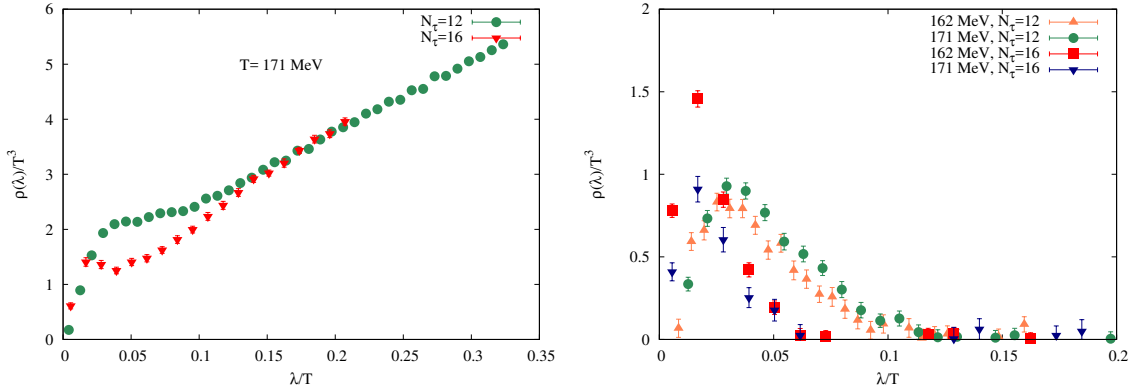 N_τ=12
N_τ=16
T= 171 MeV
ρ(λ)/T^3
6
5
4
3
2
1
0
0 0.05 0.1 0.15 0.2 0.25 0.3 0.35
λ/T
162 MeV, N_τ=12
171 MeV, N_τ=12
162 MeV, N_τ=16
171 MeV, N_τ=16
ρ(λ)/T^3
2
1.5
1
0.5
0
0 0.05 0.1 0.15 0.2
λ/T